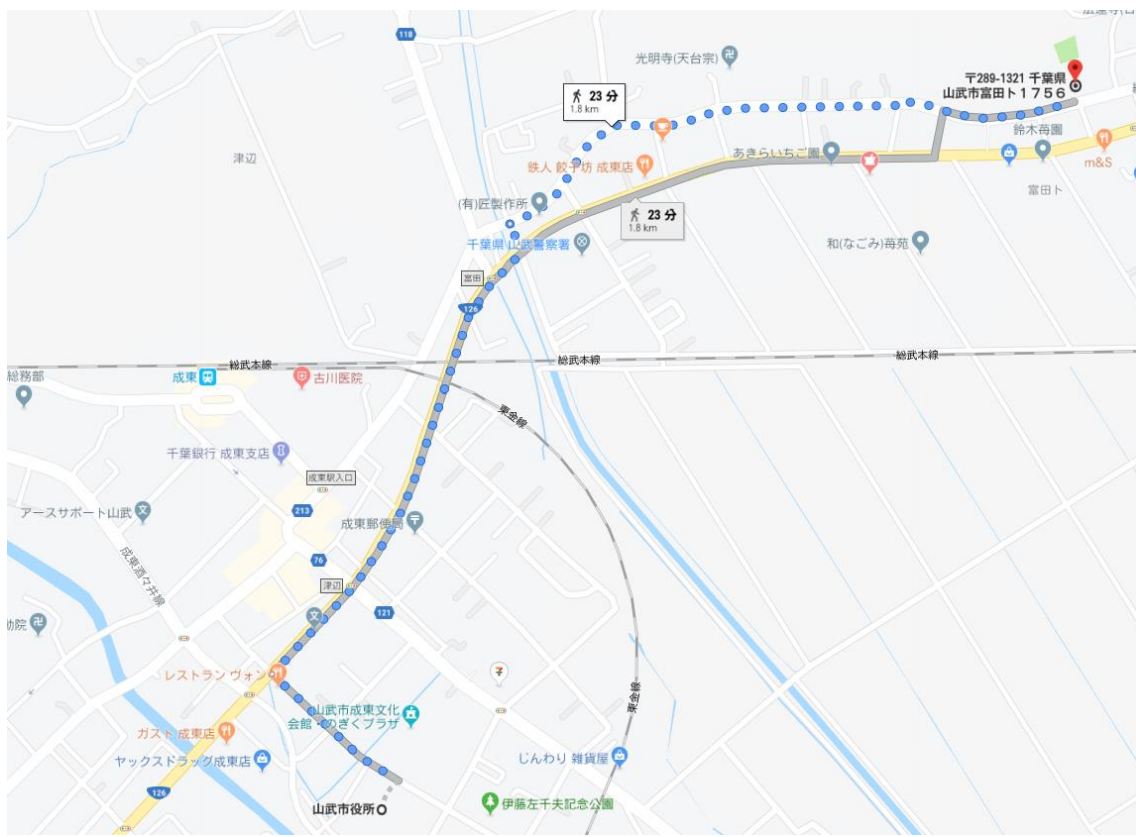 118
光明寺(天台宗)
〒289-1321 千葉県
山武市富田ト1756
23 分
1.8 km
津辺
鉄人 餃子坊 成東店
あきらいちご園
鈴木苺園
m&S
富田ト
(有)匠製作所
23 分
1.8 km
千葉県 山武警察署
和(なごみ)苺苑
富田
126
総武本線
総武本線
総武本線
成東
古川医院
総務部
東金線
千葉銀行 成東支店
成東駅入口
213
アースサポート山武
成東郵便局
76
成東酒々井線
津辺
121
レストラン ヴォン
山武市成東文化
会館・のぎくプラザ
東金線
ガスト 成東店
ヤックスドラッグ成東店
じんわり 雑貨屋
126
山武市役所
伊藤左千夫記念公園